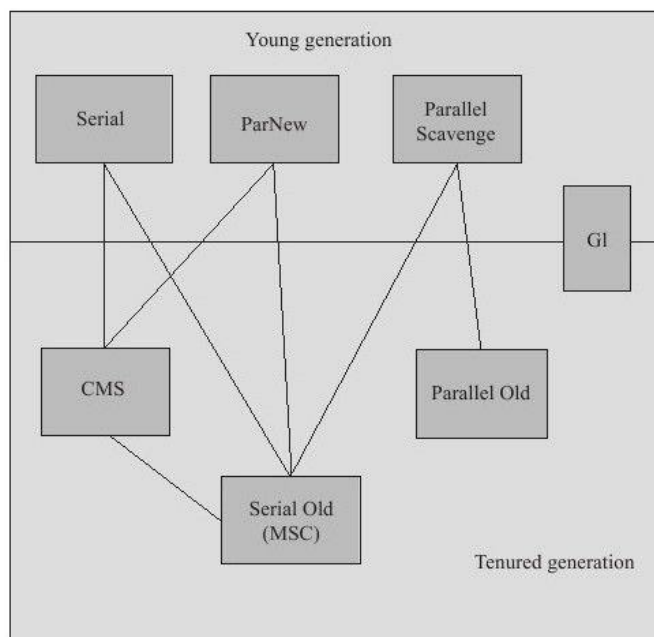 Young generation
Serial
ParNew
Parallel
Scavenge
Gl
CMS
Parallel Old
Serial Old
(MSC)
Tenured generation